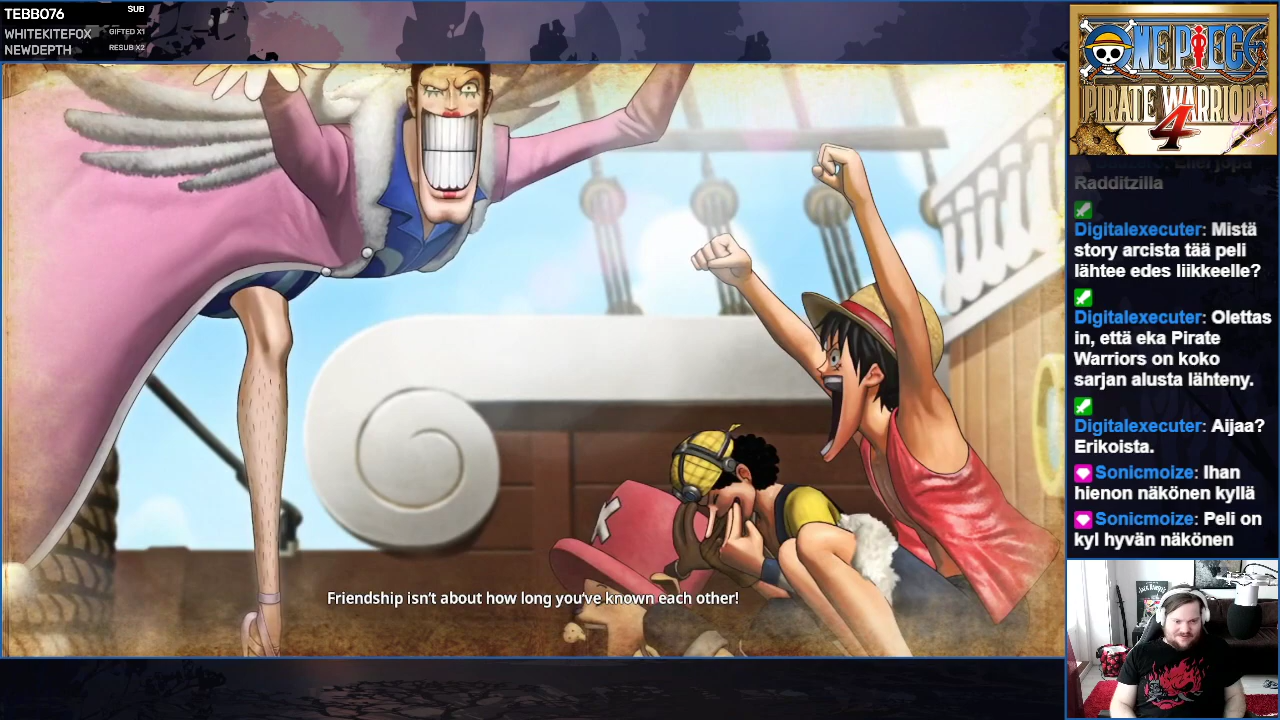 TEBBO76
SUB
WHITEKITEFOX
GIFTED X1
NEWDEPTH
RESUB X2
ONE PIECE
PIRATE WARRIORS
4
Radditzilla
Digitalexecuter: Mistä
story arcista tää peli
lähtee edes liikkeelle?
Digitalexecuter: Olettas
in, että eka Pirate
Warriors on koko
sarjan alusta lähteny.
Digitalexecuter: Aijaa?
Erikoista.
Sonicmoize: Ihan
hienon näkönen kyllä
Sonicmoize: Peli on
kyl hyvän näkönen
Friendship isn't about how long you've known each other!